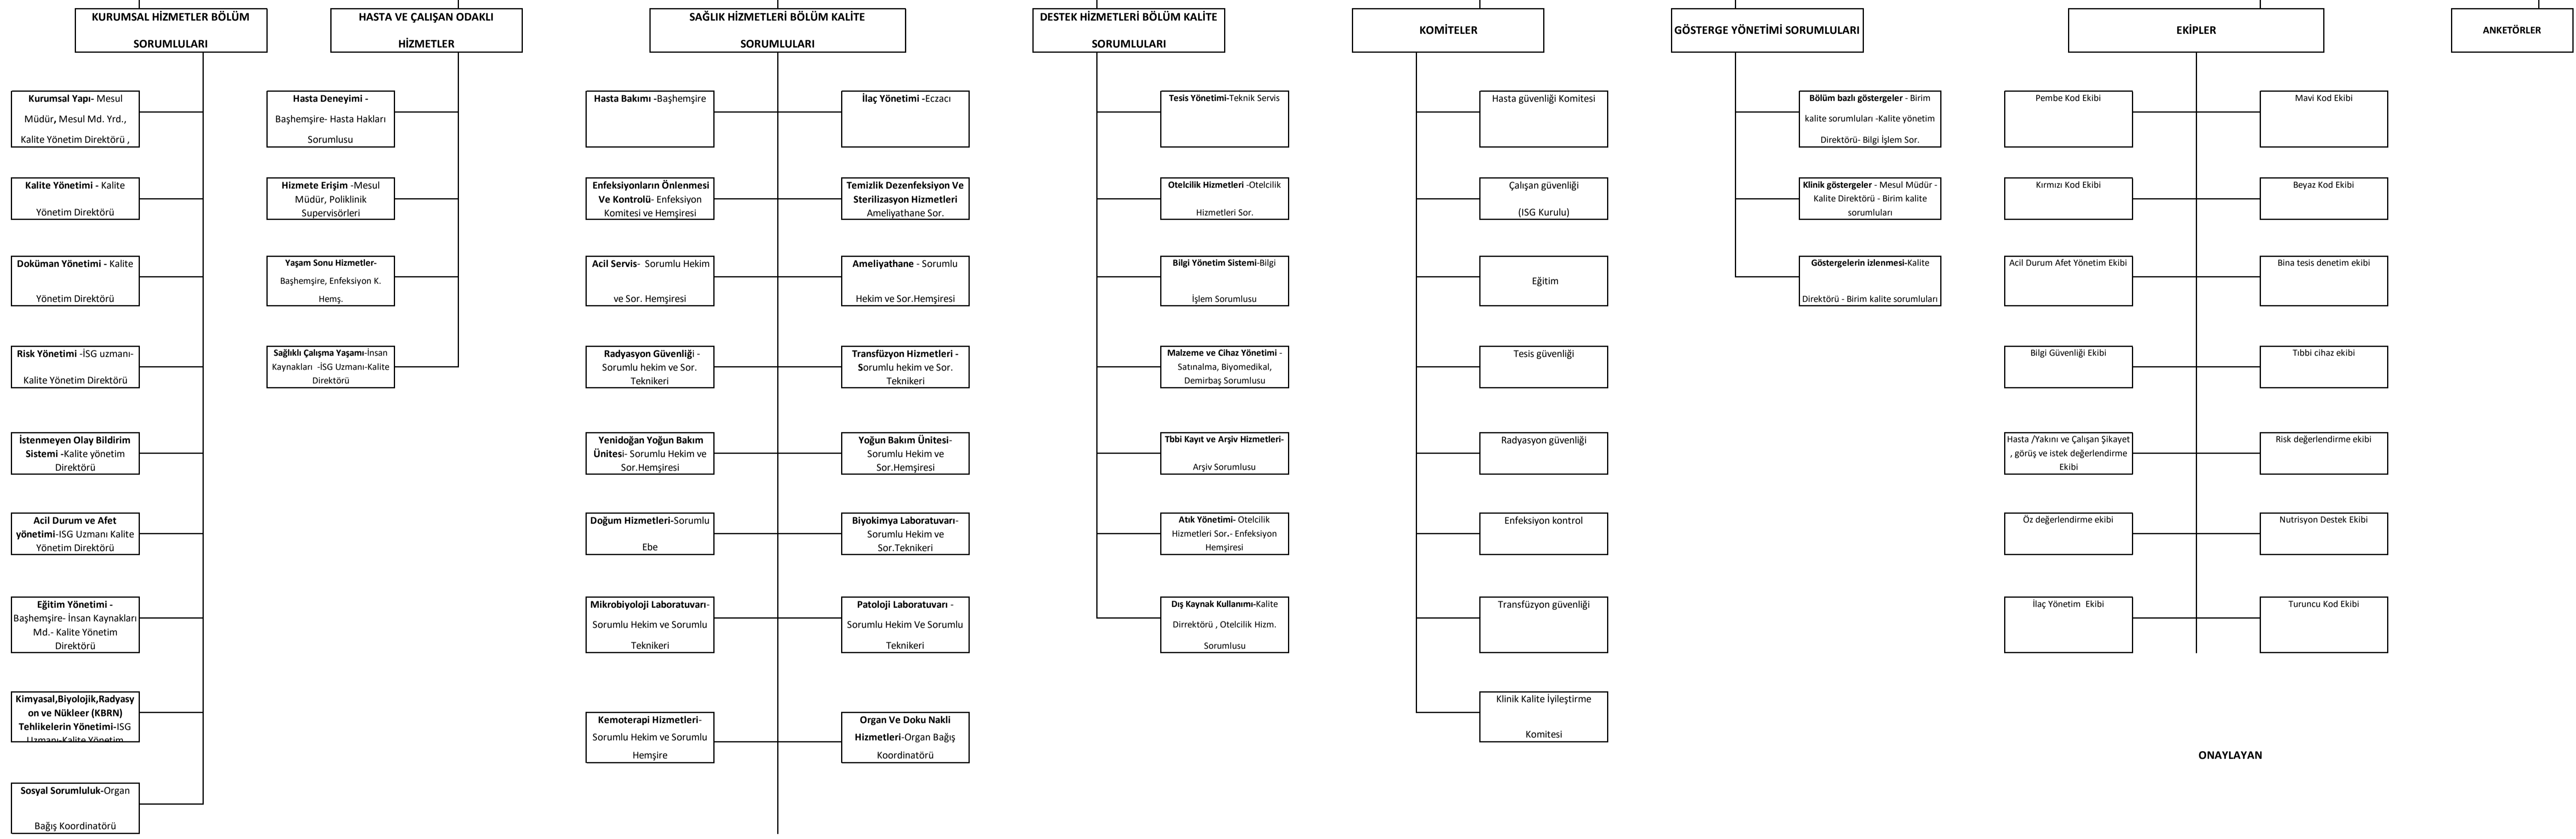 KURUMSAL HİZMETLER BÖLÜM
SORUMLULARI
Kurumsal Yapı- Mesul
Müdür, Mesul Md. Yrd.,
Kalite Yönetim Direktörü ,
Kalite Yönetimi - Kalite
Yönetim Direktörü
Doküman Yönetimi - Kalite
Yönetim Direktörü
Risk Yönetimi -İSG uzmanı-
Kalite Yönetim Direktörü
İstenmeyen Olay Bildirim
Sistemi -Kalite yönetim
Direktörü
Acil Durum ve Afet
yönetimi-ISG Uzmanı Kalite
Yönetim Direktörü
Eğitim Yönetimi -
Başhemşire- İnsan Kaynakları
Md.- Kalite Yönetim
Direktörü
Kimyasal,Biyolojik,Radyasy
on ve Nükleer (KBRN)
Tehlikelerin Yönetimi-ISG
Uzmanı-Kalite Yönetim
Sosyal Sorumluluk-Organ
Bağış Koordinatörü
HASTA VE ÇALIŞAN ODAKLI
HİZMETLER
Hasta Deneyimi -
Başhemşire- Hasta Hakları
Sorumlusu
Hizmete Erişim -Mesul
Müdür, Poliklinik
Supervisörleri
Yaşam Sonu Hizmetler-
Başhemşire, Enfeksiyon K.
Hemş.
Sağlıklı Çalışma Yaşamı-İnsan
Kaynakları -İSG Uzmanı-Kalite
Direktörü
SAĞLIK HİZMETLERİ BÖLÜM KALİTE
SORUMLULARI
Hasta Bakımı -Başhemşire
İlaç Yönetimi -Eczacı
Enfeksiyonların Önlenmesi
Ve Kontrolü- Enfeksiyon
Komitesi ve Hemşiresi
Temizlik Dezenfeksiyon Ve
Sterilizasyon Hizmetleri
Ameliyathane Sor.
Acil Servis- Sorumlu Hekim
ve Sor. Hemşiresi
Ameliyathane - Sorumlu
Hekim ve Sor.Hemşiresi
Radyasyon Güvenliği -
Sorumlu hekim ve Sor.
Teknikeri
Transfüzyon Hizmetleri -
Sorumlu hekim ve Sor.
Teknikeri
Yenidoğan Yoğun Bakım
Ünitesi- Sorumlu Hekim ve
Sor.Hemşiresi
Yoğun Bakım Ünitesi-
Sorumlu Hekim ve
Sor.Hemşiresi
Doğum Hizmetleri-Sorumlu
Ebe
Biyokimya Laboratuvarı-
Sorumlu Hekim ve
Sor.Teknikeri
Mikrobiyoloji Laboratuvarı-
Sorumlu Hekim ve Sorumlu
Teknikeri
Patoloji Laboratuvarı -
Sorumlu Hekim Ve Sorumlu
Teknikeri
Kemoterapi Hizmetleri-
Sorumlu Hekim ve Sorumlu
Hemşire
Organ Ve Doku Nakli
Hizmetleri-Organ Bağış
Koordinatörü
DESTEK HİZMETLERİ BÖLÜM KALİTE
SORUMLULARI
Tesis Yönetimi-Teknik Servis
Otelcilik Hizmetleri -Otelcilik
Hizmetleri Sor.
Bilgi Yönetim Sistemi-Bilgi
İşlem Sorumlusu
Malzeme ve Cihaz Yönetimi -
Satınalma, Biyomedikal,
Demirbaş Sorumlusu
Tbbi Kayıt ve Arşiv Hizmetleri-
Arşiv Sorumlusu
Atık Yönetimi- Otelcilik
Hizmetleri Sor.- Enfeksiyon
Hemşiresi
Dış Kaynak Kullanımı-Kalite
Dirrektörü , Otelcilik Hizm.
Sorumlusu
KOMİTELER
Hasta güvenliği Komitesi
Çalışan güvenliği
(ISG Kurulu)
Eğitim
Tesis güvenliği
Radyasyon güvenliği
Enfeksiyon kontrol
Transfüzyon güvenliği
Klinik Kalite İyileştirme
Komitesi
GÖSTERGE YÖNETİMİ SORUMLULARI
Bölüm bazlı göstergeler - Birim
kalite sorumluları -Kalite yönetim
Direktörü- Bilgi İşlem Sor.
Klinik göstergeler - Mesul Müdür -
Kalite Direktörü - Birim kalite
sorumluları
Göstergelerin izlenmesi-Kalite
Direktörü - Birim kalite sorumluları
EKİPLER
Pembe Kod Ekibi
Mavi Kod Ekibi
Kırmızı Kod Ekibi
Beyaz Kod Ekibi
Acil Durum Afet Yönetim Ekibi
Bina tesis denetim ekibi
Bilgi Güvenliği Ekibi
Tıbbi cihaz ekibi
Hasta /Yakını ve Çalışan Şikayet
, görüş ve istek değerlendirme
Ekibi
Risk değerlendirme ekibi
Öz değerlendirme ekibi
Nutrisyon Destek Ekibi
İlaç Yönetim Ekibi
Turuncu Kod Ekibi
ONAYLAYAN
ANKETÖRLER